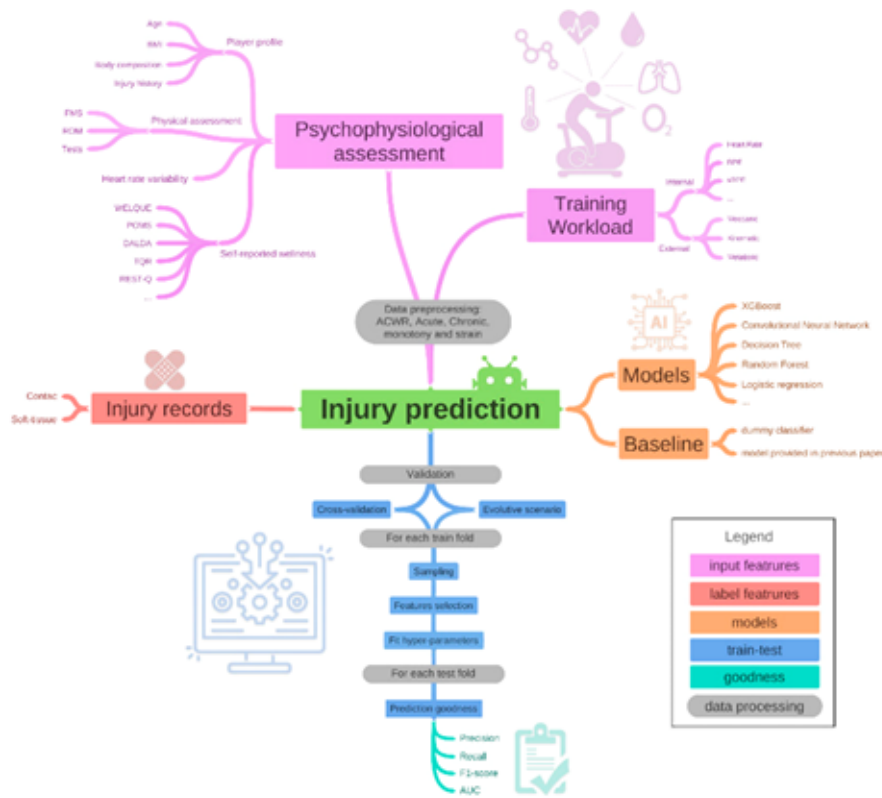 Age
BMI
Body composition
Injury history
Player profile
FMS
ROM
Tests
Physical assessment
Heart rate variability
WELQUE
POMS
DALDA
TQR
REST-Q
...
Self-reported wellness
Psychophysiological
assessment
O2
Training
Workload
Internal
Heart Rate
RPE
sRPE
...
External
Kinematic
Metabolic
Data preprocessing:
ACWR, Acute, Chronic,
monotony and strain
Contac
Soft-tissue
Injury records
Injury prediction
AI
Models
XGBoost
Convolutional Neural Network
Decision Tree
Random Forest
Logistic regression
...
Baseline
dummy classifier
model provided in previous paper
Validation
Cross-validation
Evolutive scenario
For each train fold
Sampling
Features selection
Fit hyper-parameters
For each test fold
Prediction goodness
Precision
Recall
F1-score
AUC
Legend
input featrures
label featrures
models
train-test
goodness
data processing